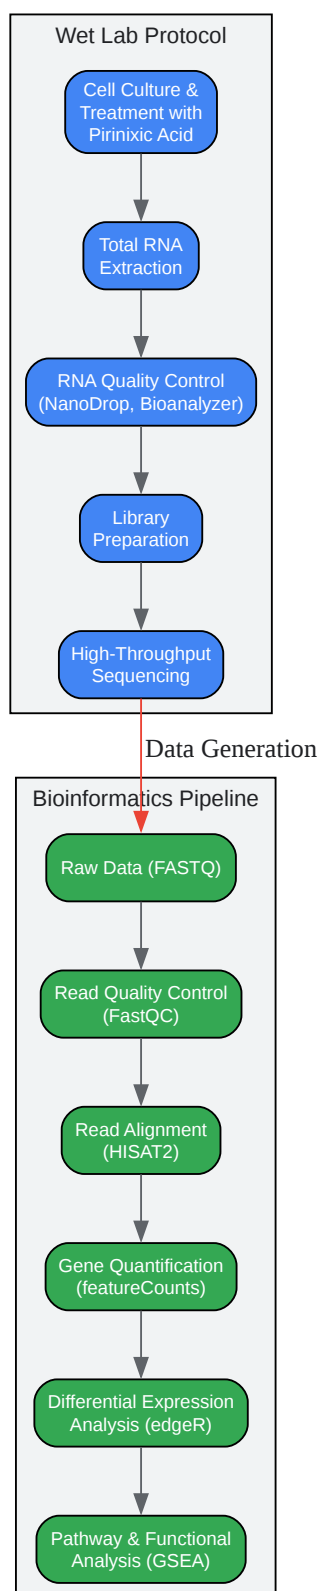 Wet Lab Protocol
Cell Culture &
Treatment with
Pirinixic Acid
Total RNA
Extraction
RNA Quality Control
(NanoDrop, Bioanalyzer)
Library
Preparation
High-Throughput
Sequencing
Data Generation
Bioinformatics Pipeline
Raw Data (FASTQ)
Read Quality Control
(FastQC)
Read Alignment
(HISAT2)
Gene Quantification
(featureCounts)
Differential Expression
Analysis (edgeR)
Pathway & Functional
Analysis (GSEA)